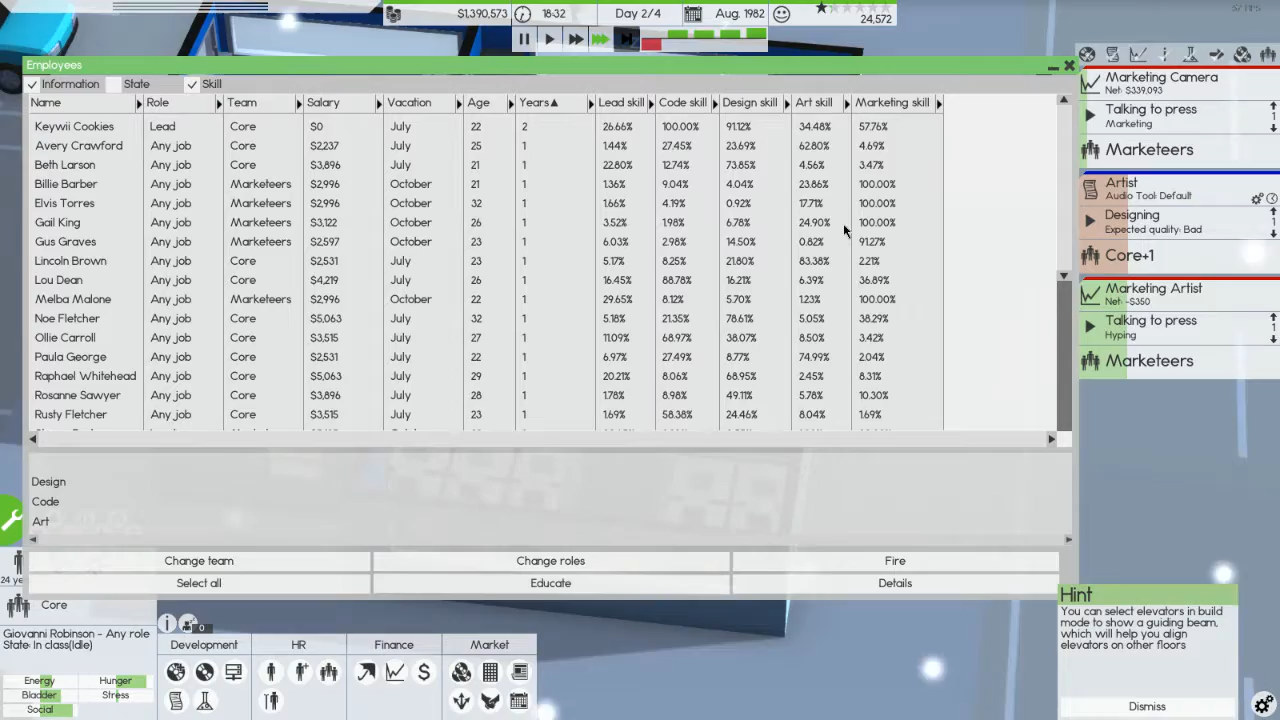 $1,390,573 18-32 Day 2/4 Aug. 1982 24,572
Employees
Information State Skill
Name Role Team Salary Vacation Age Years▲ Lead skill Code skill Design skill Art skill Marketing skill
Keywii Cookies Lead Core $0 July 22 2 26.66% 100.00% 91.12% 34.48% 57.76%
Avery Crawford Any job Core $2,237 July 25 1 1.44% 27.45% 23.69% 62.80% 4.69%
Beth Larson Any job Core $3,896 July 21 1 22.80% 12.74% 73.85% 4.56% 3.47%
Billie Barber Any job Marketeers $2,996 October 21 1 1.36% 9.04% 4.04% 23.86% 100.00%
Elvis Torres Any job Marketeers $2,996 October 32 1 1.66% 4.19% 0.92% 17.71% 100.00%
Gail King Any job Marketeers $3,122 October 26 1 3.52% 1.98% 6.78% 24.90% 100.00%
Gus Graves Any job Marketeers $2,597 October 23 1 6.03% 2.98% 14.50% 0.82% 91.27%
Lincoln Brown Any job Core $2,531 July 23 1 5.17% 8.25% 21.80% 83.38% 2.21%
Lou Dean Any job Core $4,219 July 26 1 16.45% 88.78% 16.21% 6.39% 36.89%
Melba Malone Any job Marketeers $2,996 October 22 1 29.65% 8.12% 5.70% 1.23% 100.00%
Noe Fletcher Any job Core $5,063 July 32 1 5.18% 21.35% 78.61% 5.05% 38.29%
Ollie Carroll Any job Core $3,515 July 27 1 11.09% 68.97% 38.07% 8.50% 3.42%
Paula George Any job Core $2,531 July 22 1 6.97% 27.49% 8.77% 74.99% 2.04%
Raphael Whitehead Any job Core $5,063 July 28 1 20.21% 8.06% 68.95% 2.45% 8.31%
Rosanne Sawyer Any job Core $3,896 July 28 1 1.78% 8.98% 49.11% 5.78% 10.30%
Rusty Fletcher Any job Core $3,515 July 23 1 1.69% 58.38% 24.46% 8.04% 1.69%
Design
Code
Art
Change team Change roles Fire
Select all Educate Details
Marketing Camera
Net: $339,093
Talking to press 1
Marketing
Marketeers
Artist
Audio Tool: Default
Designing 1
Expected quality: Bad
Core+1
Marketing Artist
Net: -$350
Talking to press 1
Hyping
Marketeers
24 ye
Core
Giovanni Robinson - Any role
State: In class(Idle)
Energy Hunger
Bladder Stress
Social
0
Development HR Finance Market
Hint
You can select elevators in build
mode to show a guiding beam,
which will help you align
elevators on other floors
Dismiss